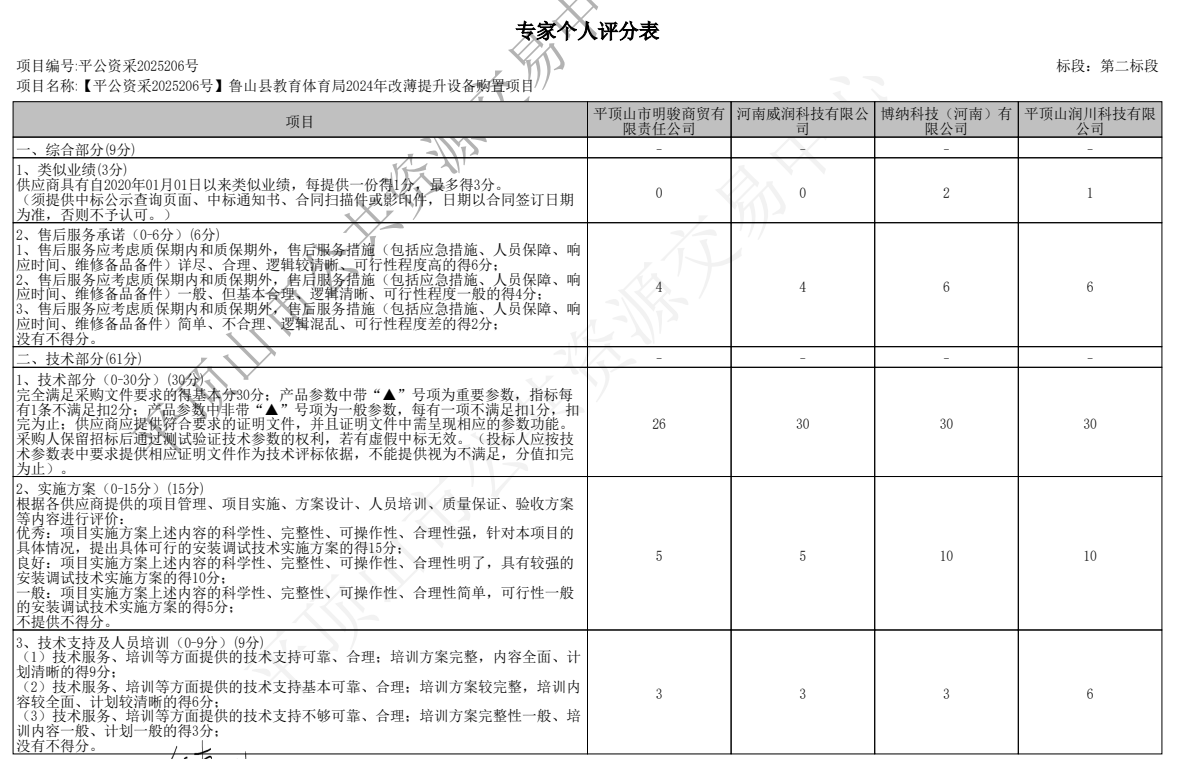 专家个人评分表
项目编号:平公资采2025206号
标段：第二标段
项目名称:【平公资采2025206号】鲁山县教育体育局2024年改薄提升设备购置项目
项目
平顶山市明骏商贸有
限责任公司
河南威润科技有限公
司
博纳科技（河南）有
限公司
平顶山润川科技有限
公司
一、综合部分(9分) - - - -
1、类似业绩(3分)
供应商具有自2020年01月01日以来类似业绩，每提供一份得1分，最多得3分。
（须提供中标公示查询页面、中标通知书、合同扫描件或影印件，日期以合同签订日期
为准，否则不予认可。）
0 0 2 1
2、售后服务承诺（0-6分）(6分)
1、售后服务应考虑质保期内和质保期外，售后服务措施（包括应急措施、人员保障、响
应时间、维修备品备件）详尽、合理、逻辑较清晰、可行性程度高的得6分；
2、售后服务应考虑质保期内和质保期外，售后服务措施（包括应急措施、人员保障、响
应时间、维修备品备件）一般、但基本合理、逻辑清晰、可行性程度一般的得4分；
3、售后服务应考虑质保期内和质保期外，售后服务措施（包括应急措施、人员保障、响
应时间、维修备品备件）简单、不合理、逻辑混乱、可行性程度差的得2分；
没有不得分。
4 4 6 6
二、技术部分(61分) - - - -
1、技术部分（0-30分）(30分)
完全满足采购文件要求的得基本分30分；产品参数中带“▲”号项为重要参数，指标每
有1条不满足扣2分；产品参数中非带“▲”号项为一般参数，每有一项不满足扣1分，扣
完为止；供应商应提供符合要求的证明文件，并且证明文件中需呈现相应的参数功能。
采购人保留招标后通过测试验证技术参数的权利，若有虚假中标无效。（投标人应按技
术参数表中要求提供相应证明文件作为技术评标依据，不能提供视为不满足，分值扣完
为止）。
26 30 30 30
2、实施方案（0-15分）(15分)
根据各供应商提供的项目管理、项目实施、方案设计、人员培训、质量保证、验收方案
等内容进行评价：
优秀：项目实施方案上述内容的科学性、完整性、可操作性、合理性强，针对本项目的
具体情况，提出具体可行的安装调试技术实施方案的得15分；
良好：项目实施方案上述内容的科学性、完整性、可操作性、合理性明了，具有较强的
安装调试技术实施方案的得10分；
一般：项目实施方案上述内容的科学性、完整性、可操作性、合理性简单，可行性一般
的安装调试技术实施方案的得5分；
不提供不得分。
5 5 10 10
3、技术支持及人员培训（0-9分）(9分)
（1）技术服务、培训等方面提供的技术支持可靠、合理；培训方案完整，内容全面、计
划清晰的得9分；
（2）技术服务、培训等方面提供的技术支持基本可靠、合理；培训方案较完整，培训内
容较全面、计划较清晰的得6分；
（3）技术服务、培训等方面提供的技术支持不够可靠、合理；培训方案完整性一般、培
训内容一般、计划一般的得3分；
没有不得分。
3 3 3 6
平顶山市公共资源交易中心